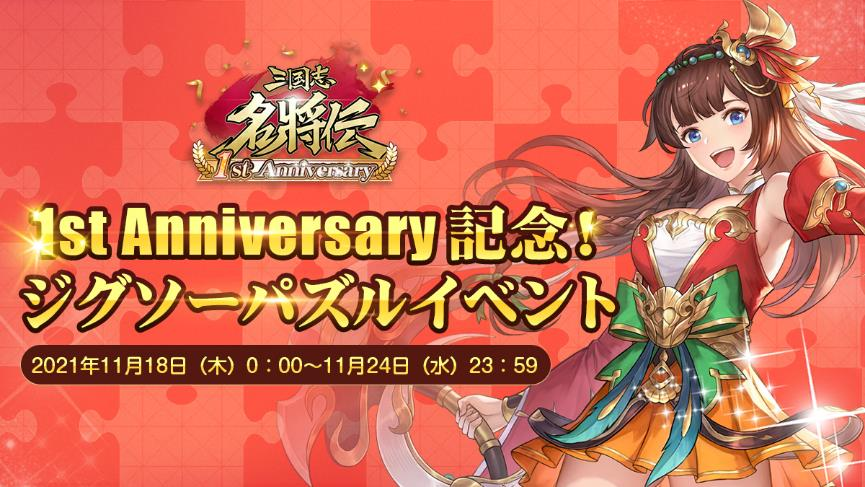 三国志
名將伝
1st Anniversary
1st Anniversary 記念！
ジグソーパズルイベント
2021年11月18日（木）0：00～11月24日（水）23：59